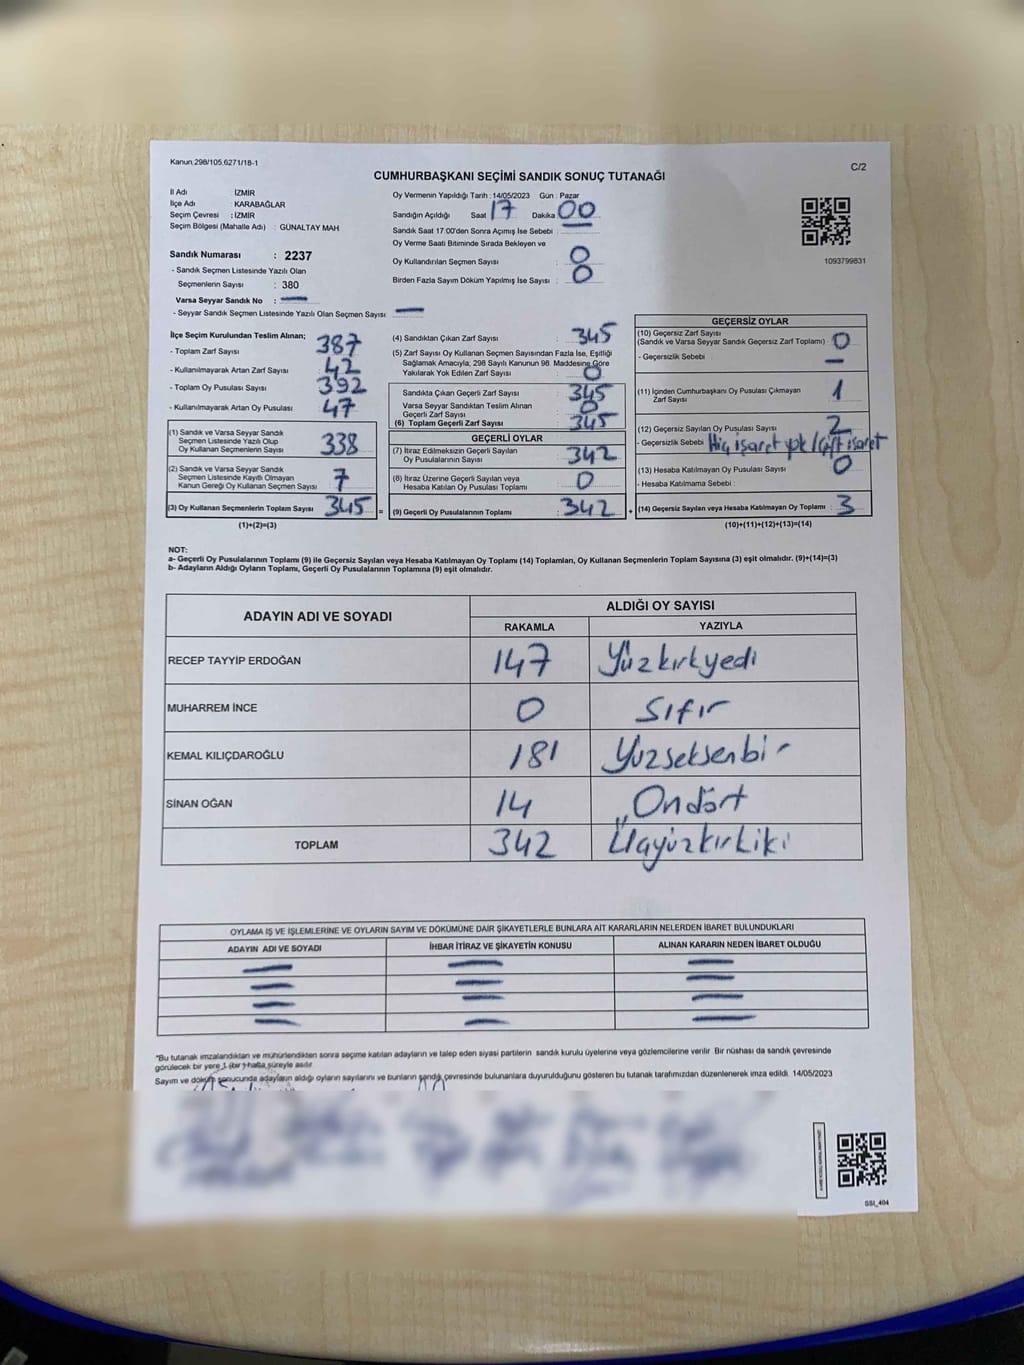 Kanun 298/105,6271/18-1
C/2
CUMHURBAŞKANI SEÇİMİ SANDIK SONUÇ TUTANAĞI
İl Adı İZMİR
İlçe Adı KARABAĞLAR
Seçim Çevresi : İZMİR
Seçim Bölgesi (Mahalle Adı) : GÜNALTAY MAH
Sandık Numarası : 2237
- Sandık Seçmen Listesinde Yazılı Olan
Seçmenlerin Sayısı : 380
Varsa Seyyar Sandık No : —
- Seyyar Sandık Seçmen Listesinde Yazılı Olan Seçmen Sayısı : —
Oy Vermenin Yapıldığı Tarih : 14/05/2023 Gün : Pazar
Sandığın Açıldığı Saat 17 Dakika 00
Sandık Saat 17:00'den Sonra Açılmış İse Sebebi : —
Oy Verme Saati Bitiminde Sırada Bekleyen ve
Oy Kullandırılan Seçmen Sayısı : 0
Birden Fazla Sayım Döküm Yapılmış İse Sayısı : 0
1093799831
İlçe Seçim Kurulundan Teslim Alınan;
- Toplam Zarf Sayısı : 387
- Kullanılmayarak Artan Zarf Sayısı : 42
- Toplam Oy Pusulası Sayısı : 392
- Kullanılmayarak Artan Oy Pusulası : 47
(1) Sandık ve Varsa Seyyar Sandık
Seçmen Listesinde Yazılı Olup
Oy Kullanan Seçmenlerin Sayısı : 338
(2) Sandık ve Varsa Seyyar Sandık
Seçmen Listesinde Kayıtlı Olmayan
Kanun Gereği Oy Kullanan Seçmen Sayısı : 7
(3) Oy Kullanan Seçmenlerin Toplam Sayısı : 345 =
(1)+(2)=(3)
(4) Sandıktan Çıkan Zarf Sayısı : 345
(5) Zarf Sayısı Oy Kullanan Seçmen Sayısından Fazla İse, Eşitliği
Sağlamak Amacıyla; 298 Sayılı Kanunun 98. Maddesine Göre
Yakılarak Yok Edilen Zarf Sayısı : 0
Sandıkta Çıkan Geçerli Zarf Sayısı : 345
Varsa Seyyar Sandıktan Teslim Alınan
Geçerli Zarf Sayısı : 0
(6) Toplam Geçerli Zarf Sayısı : 345
GEÇERLİ OYLAR
(7) İtiraz Edilmeksizin Geçerli Sayılan
Oy Pusulalarının Sayısı : 342
(8) İtiraz Üzerine Geçerli Sayılan veya
Hesaba Katılan Oy Pusulası Toplamı : 0
(9) Geçerli Oy Pusulalarının Toplamı : 342 +
GEÇERSİZ OYLAR
(10) Geçersiz Zarf Sayısı
(Sandık ve Varsa Seyyar Sandık Geçersiz Zarf Toplamı) : 0
- Geçersizlik Sebebi : —
(11) İçinden Cumhurbaşkanı Oy Pusulası Çıkmayan
Zarf Sayısı : 1
(12) Geçersiz Sayılan Oy Pusulası Sayısı : 2
- Geçersizlik Sebebi : Hiç işaret yok / Çift işaret
(13) Hesaba Katılmayan Oy Pusulası Sayısı : 0
- Hesaba Katılmama Sebebi :
(14) Geçersiz Sayılan veya Hesaba Katılmayan Oy Toplamı : 3
(10)+(11)+(12)+(13)=(14)
NOT:
a- Geçerli Oy Pusulalarının Toplamı (9) ile Geçersiz Sayılan veya Hesaba Katılmayan Oy Toplamı (14) Toplamları, Oy Kullanan Seçmenlerin Toplam Sayısına (3) eşit olmalıdır. (9)+(14)=(3)
b- Adayların Aldığı Oyların Toplamı, Geçerli Oy Pusulalarının Toplamına (9) eşit olmalıdır.
ADAYIN ADI VE SOYADI
ALDIĞI OY SAYISI
RAKAMLA YAZIYLA
RECEP TAYYİP ERDOĞAN 147 Yüzkırkyedi
MUHARREM İNCE 0 Sıfır
KEMAL KILIÇDAROĞLU 181 Yüzseksenbir
SİNAN OĞAN 14 Ondört
TOPLAM 342 Üçyüzkırkiki
OYLAMA İŞ VE İŞLEMLERİNE VE OYLARIN SAYIM VE DÖKÜMÜNE DAİR ŞİKAYETLERLE BUNLARA AİT KARARLARIN NELERDEN İBARET BULUNDUKLARI
ADAYIN ADI VE SOYADI İHBAR İTİRAZ VE ŞİKAYETİN KONUSU ALINAN KARARIN NEDEN İBARET OLDUĞU
— — —
— — —
— — —
— — —
"Bu tutanak imzalandıktan ve mühürlendikten sonra seçime katılan adayların ve talep eden siyasi partilerin sandık kurulu üyelerine veya gözlemcilerine verilir. Bir nüshası da sandık çevresinde
görülecek bir yere 1 (bir) hafta süreyle asılır.
Sayım ve döküm sonucunda adayların aldığı oyların sayılarını ve bunların sandık çevresinde bulunanlara duyurulduğunu gösteren bu tutanak tarafımızdan düzenlenerek imza edildi. 14/05/2023
SSI_404